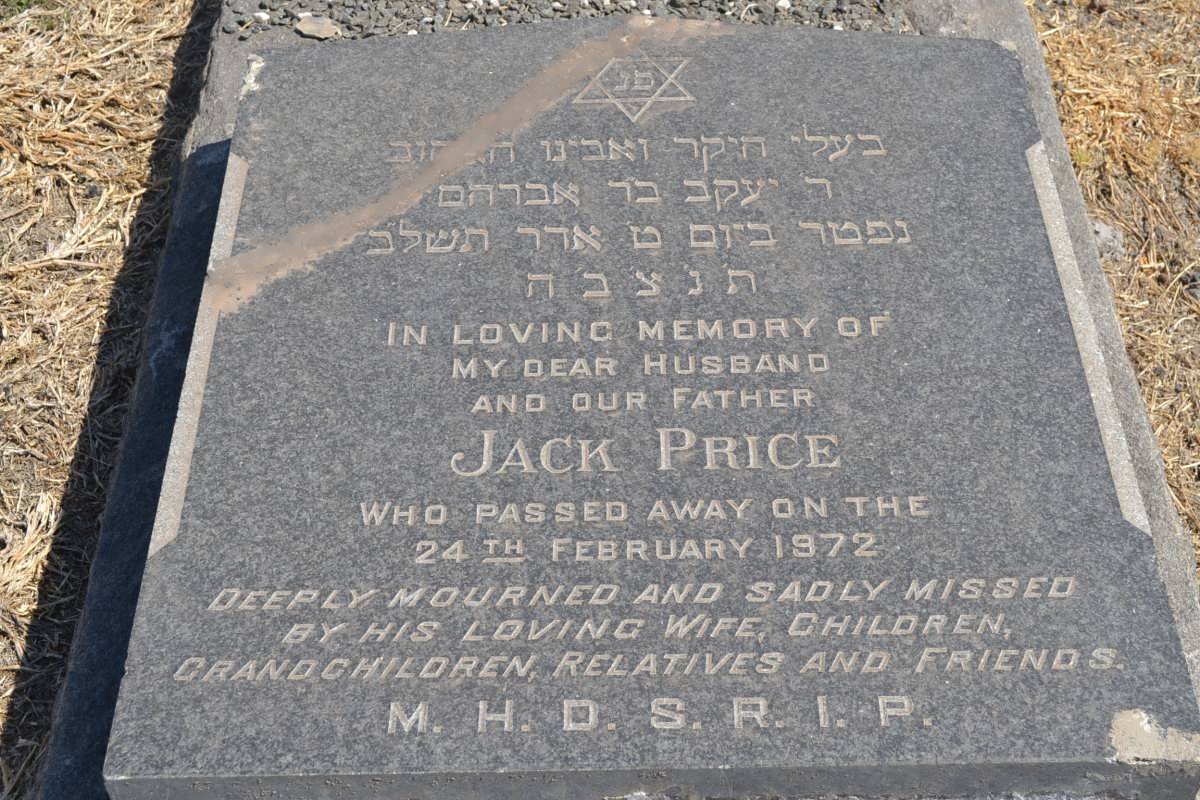 פנ
בעלי היקר ואבינו האהוב
ר׳ יעקב בר אברהם
נפטר ביום ט אדר תשלב
ת נ צ ב ה
IN LOVING MEMORY OF
MY DEAR HUSBAND
AND OUR FATHER
JACK PRICE
WHO PASSED AWAY ON THE
24TH FEBRUARY 1972
DEEPLY MOURNED AND SADLY MISSED
BY HIS LOVING WIFE, CHILDREN,
GRANDCHILDREN, RELATIVES AND FRIENDS.
M. H. D. S. R. I. P.